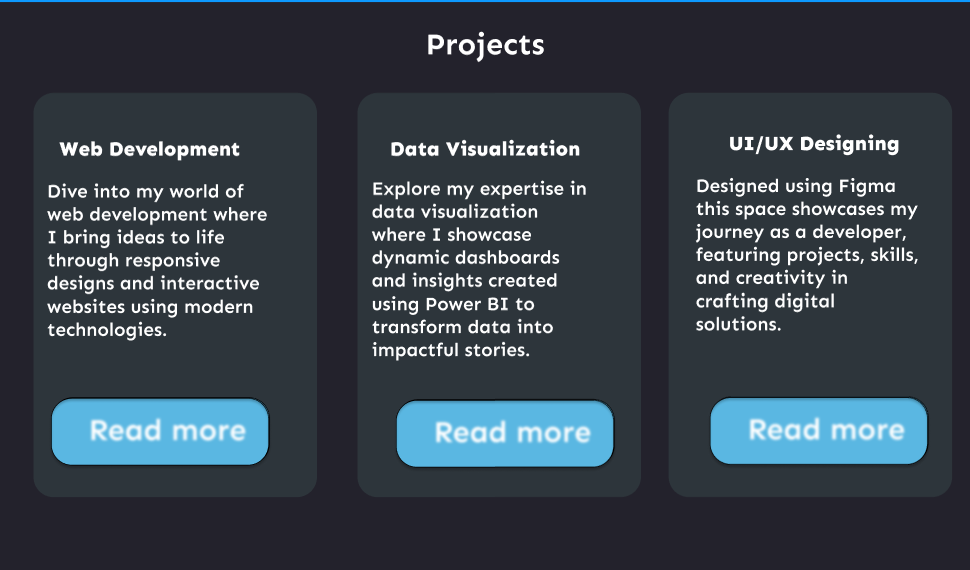 Projects
Web Development
Dive into my world of
web development where
I bring ideas to life
through responsive
designs and interactive
websites using modern
technologies.
Read more
Data Visualization
Explore my expertise in
data visualization
where I showcase
dynamic dashboards
and insights created
using Power BI to
transform data into
impactful stories.
Read more
UI/UX Designing
Designed using Figma
this space showcases my
journey as a developer,
featuring projects, skills,
and creativity in
crafting digital
solutions.
Read more